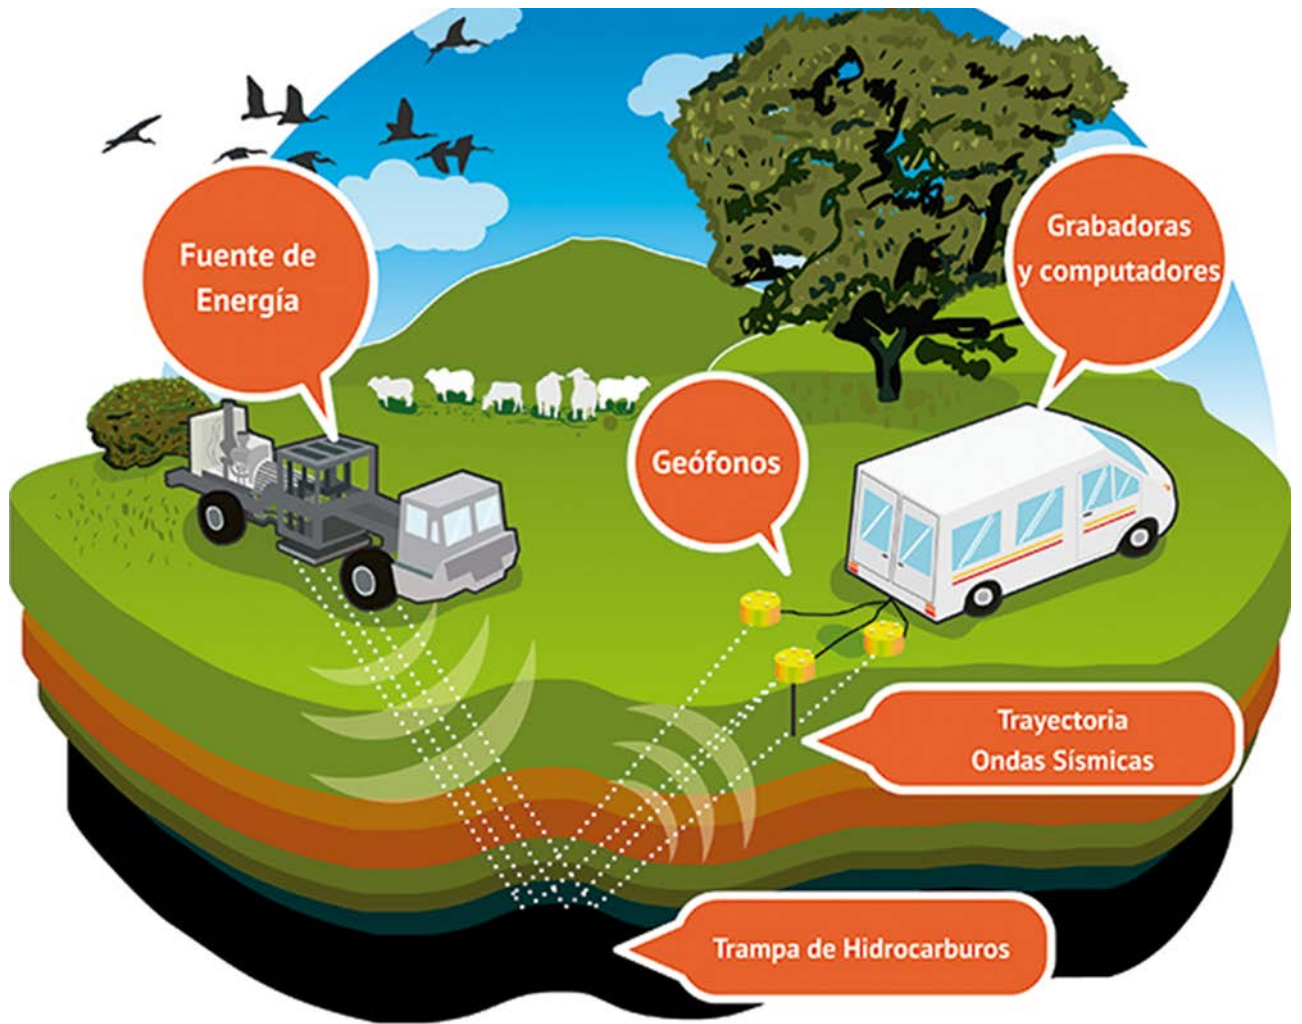 Fuente de
Energía
Grabadoras
y computadores
Geófonos
Trayectoria
Ondas Sísmicas
Trampa de Hidrocarburos